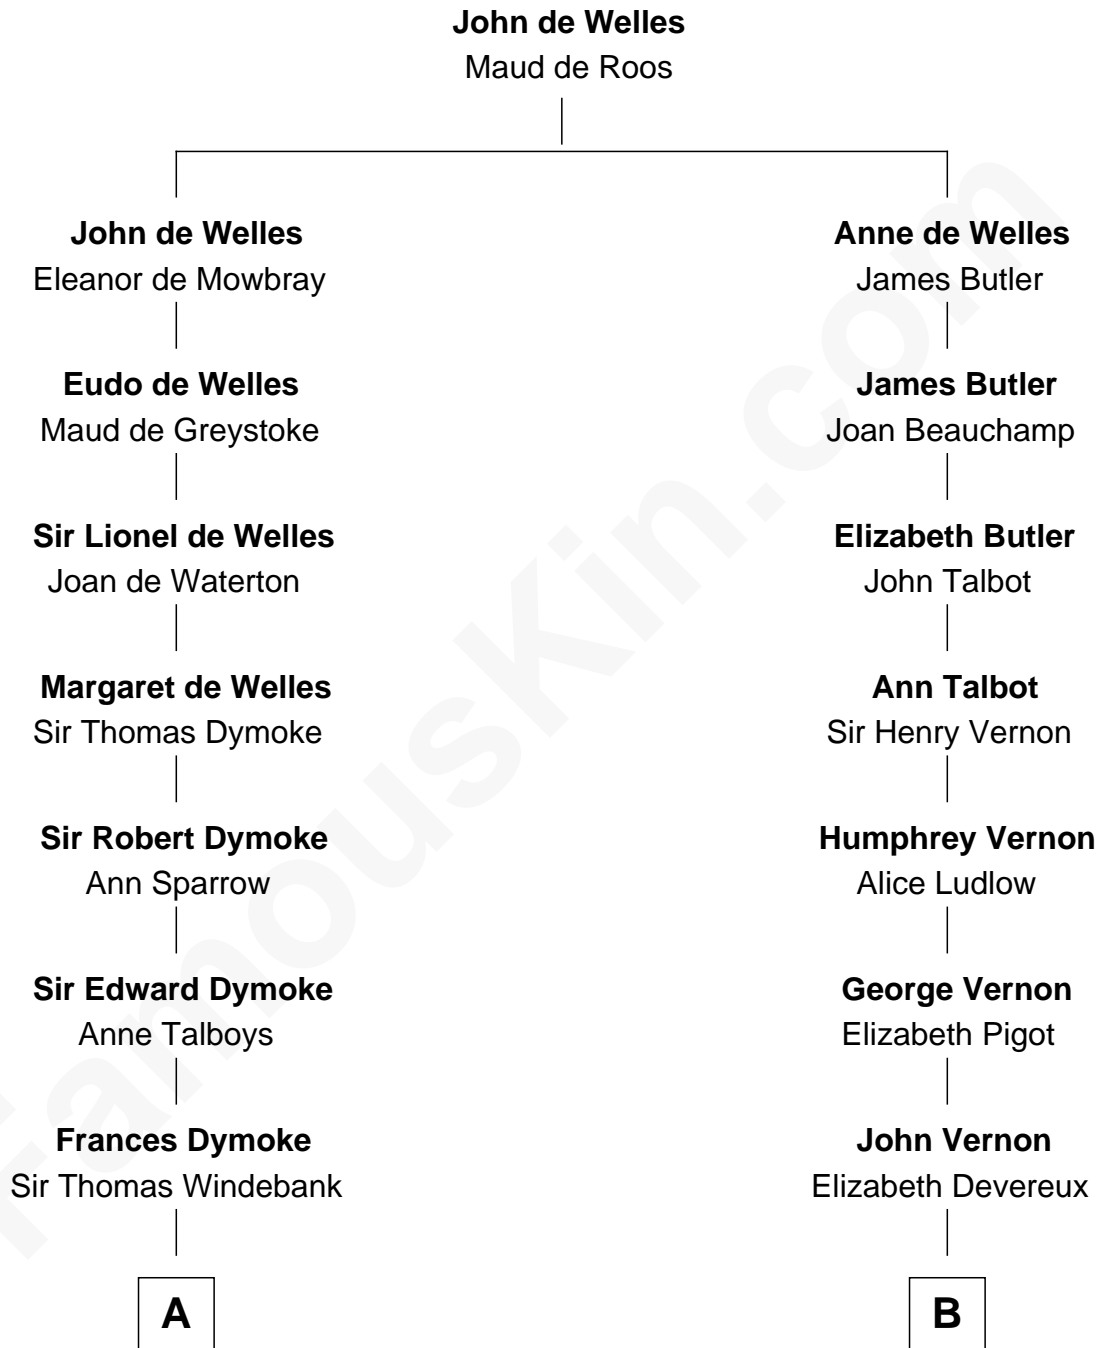 John de Welles
Maud de Roos
John de Welles
Eleanor de Mowbray
Eudo de Welles
Maud de Greystoke
Sir Lionel de Welles
Joan de Waterton
Margaret de Welles
Sir Thomas Dymoke
Sir Robert Dymoke
Ann Sparrow
Sir Edward Dymoke
Anne Talboys
Frances Dymoke
Sir Thomas Windebank
A
Anne de Welles
James Butler
James Butler
Joan Beauchamp
Elizabeth Butler
John Talbot
Ann Talbot
Sir Henry Vernon
Humphrey Vernon
Alice Ludlow
George Vernon
Elizabeth Pigot
John Vernon
Elizabeth Devereux
B
FamousKin.com